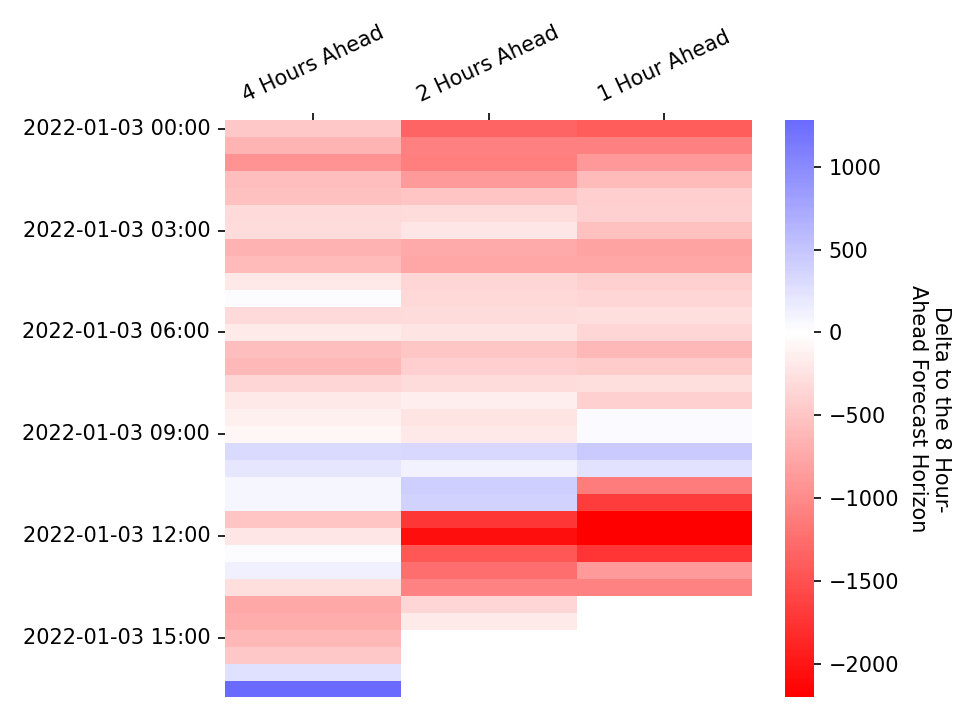 4 Hours Ahead
2 Hours Ahead
1 Hour Ahead
2022-01-03 00:00
2022-01-03 03:00
2022-01-03 06:00
2022-01-03 09:00
2022-01-03 12:00
2022-01-03 15:00
1000
500
0
−500
−1000
−1500
−2000
Delta to the 8 Hour-
Ahead Forecast Horizon